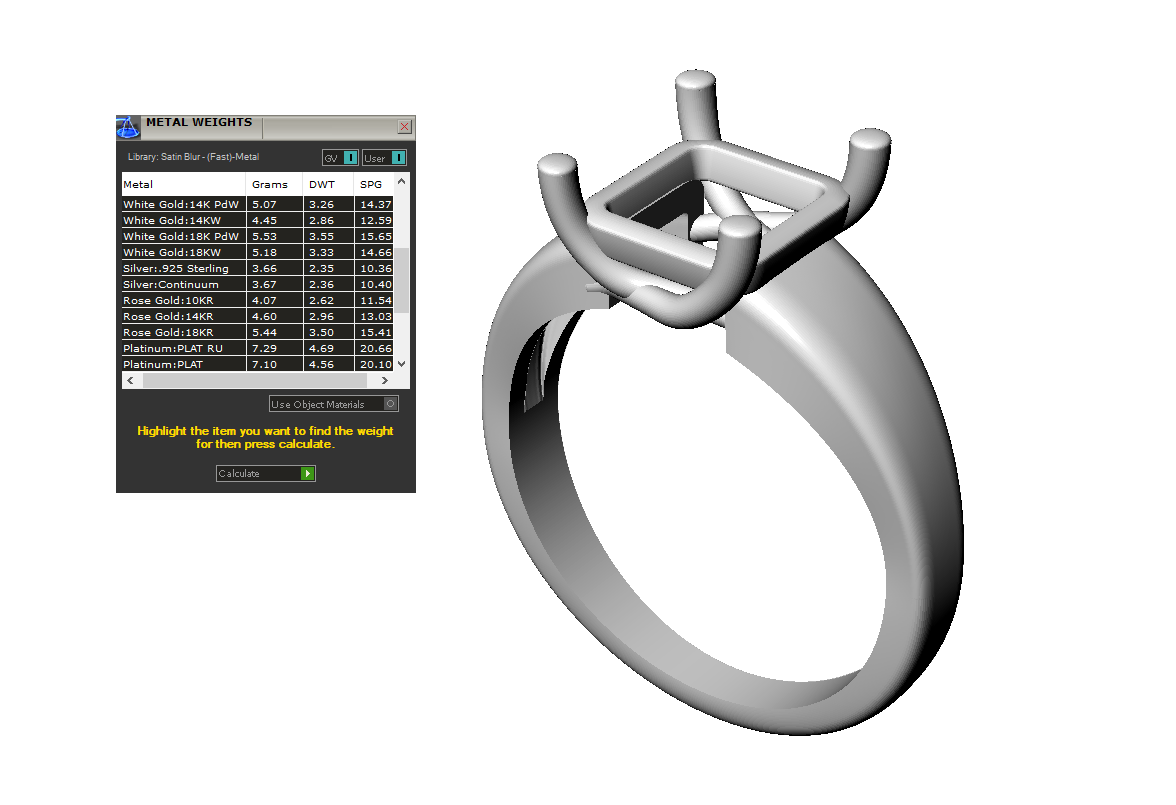 METAL WEIGHTS
Library: Satin Blur - (Fast)-Metal GV User
Metal Grams DWT SPG
White Gold:14K PdW 5.07 3.26 14.37
White Gold:14KW 4.45 2.86 12.59
White Gold:18K PdW 5.53 3.55 15.65
White Gold:18KW 5.18 3.33 14.66
Silver:.925 Sterling 3.66 2.35 10.36
Silver:Continuum 3.67 2.36 10.40
Rose Gold:10KR 4.07 2.62 11.54
Rose Gold:14KR 4.60 2.96 13.03
Rose Gold:18KR 5.44 3.50 15.41
Platinum:PLAT RU 7.29 4.69 20.66
Platinum:PLAT 7.10 4.56 20.10
Use Object Materials
Highlight the item you want to find the weight
for then press calculate.
Calculate